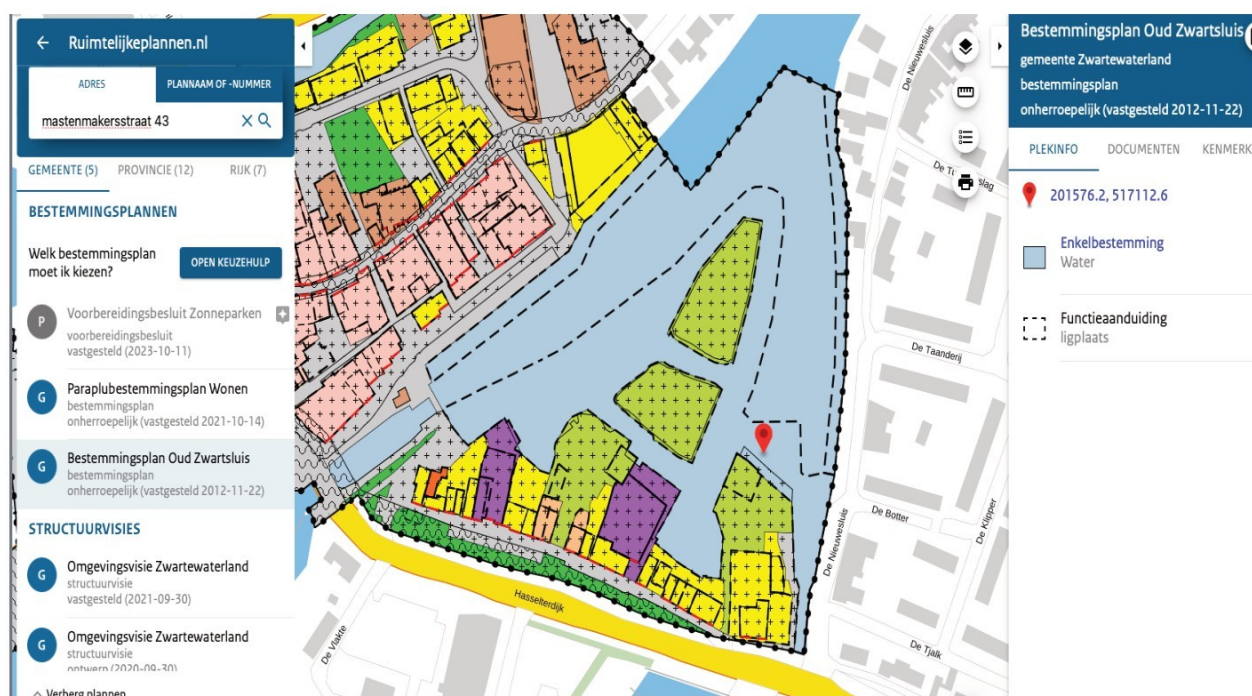 Ruimtelijkeplannen.nl
ADRES
PLANNAAM OF -NUMMER
mastenmakersstraat 43
GEMEENTE (5)
PROVINCIE (12)
RIJK (7)
BESTEMMINGSPLANNEN
Welk bestemmingsplan
moet ik kiezen?
OPEN KEUZEHULP
P
Voorbereidingsbesluit Zonneparken
voorbereidingsbesluit
vastgesteld (2023-10-11)
G
Paraplubestemmingsplan Wonen
bestemmingsplan
onherroepelijk (vastgesteld 2021-10-14)
G
Bestemmingsplan Oud Zwartsluis
bestemmingsplan
onherroepelijk (vastgesteld 2012-11-22)
STRUCTUURVISIES
G
Omgevingsvisie Zwartewaterland
structuurvisie
vastgesteld (2021-09-30)
G
Omgevingsvisie Zwartewaterland
structuurvisie
ontwerp (2020-09-30)
Verberg plannen
De Nieuwesluis
De Taanderij
De Botter
De Klipper
De Nieuwesluis
De Tjalk
Hasselterdijk
De Vlakte
Bestemmingsplan Oud Zwartsluis
gemeente Zwartewaterland
bestemmingsplan
onherroepelijk (vastgesteld 2012-11-22)
PLEKINFO
DOCUMENTEN
KENMERK
201576.2, 517112.6
Enkelbestemming
Water
Functieaanduiding
ligplaats